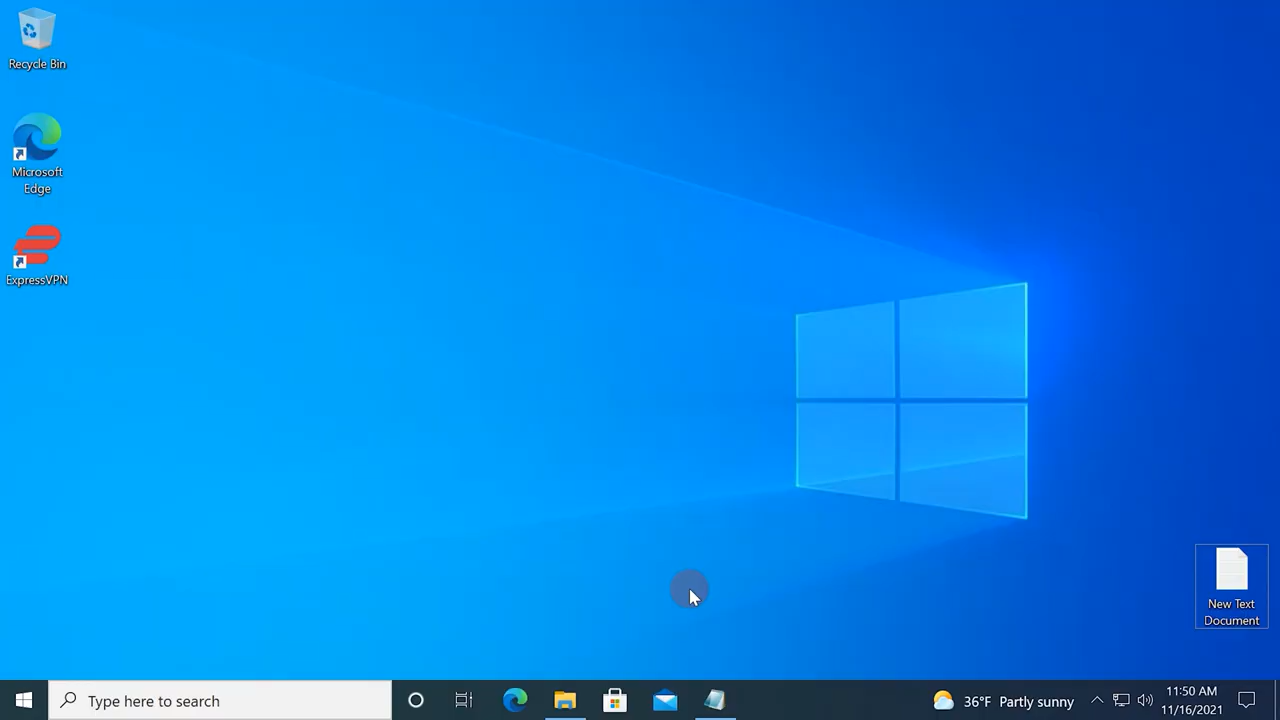 Recycle Bin
Microsoft
Edge
ExpressVPN
New Text
Document
Type here to search
36°F Partly sunny
11:50 AM
11/16/2021